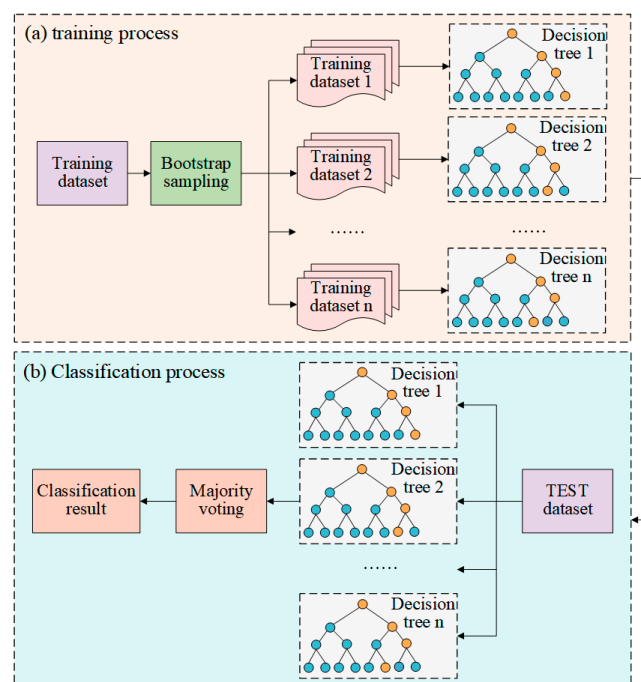 (a) training process
Training
dataset
Bootstrap
sampling
Training
dataset 1
Decision
tree 1
Training
dataset 2
Decision
tree 2
......
......
Training
dataset n
Decision
tree n
(b) Classification process
Decision
tree 1
Classification
result
Majority
voting
Decision
tree 2
TEST
dataset
......
Decision
tree n